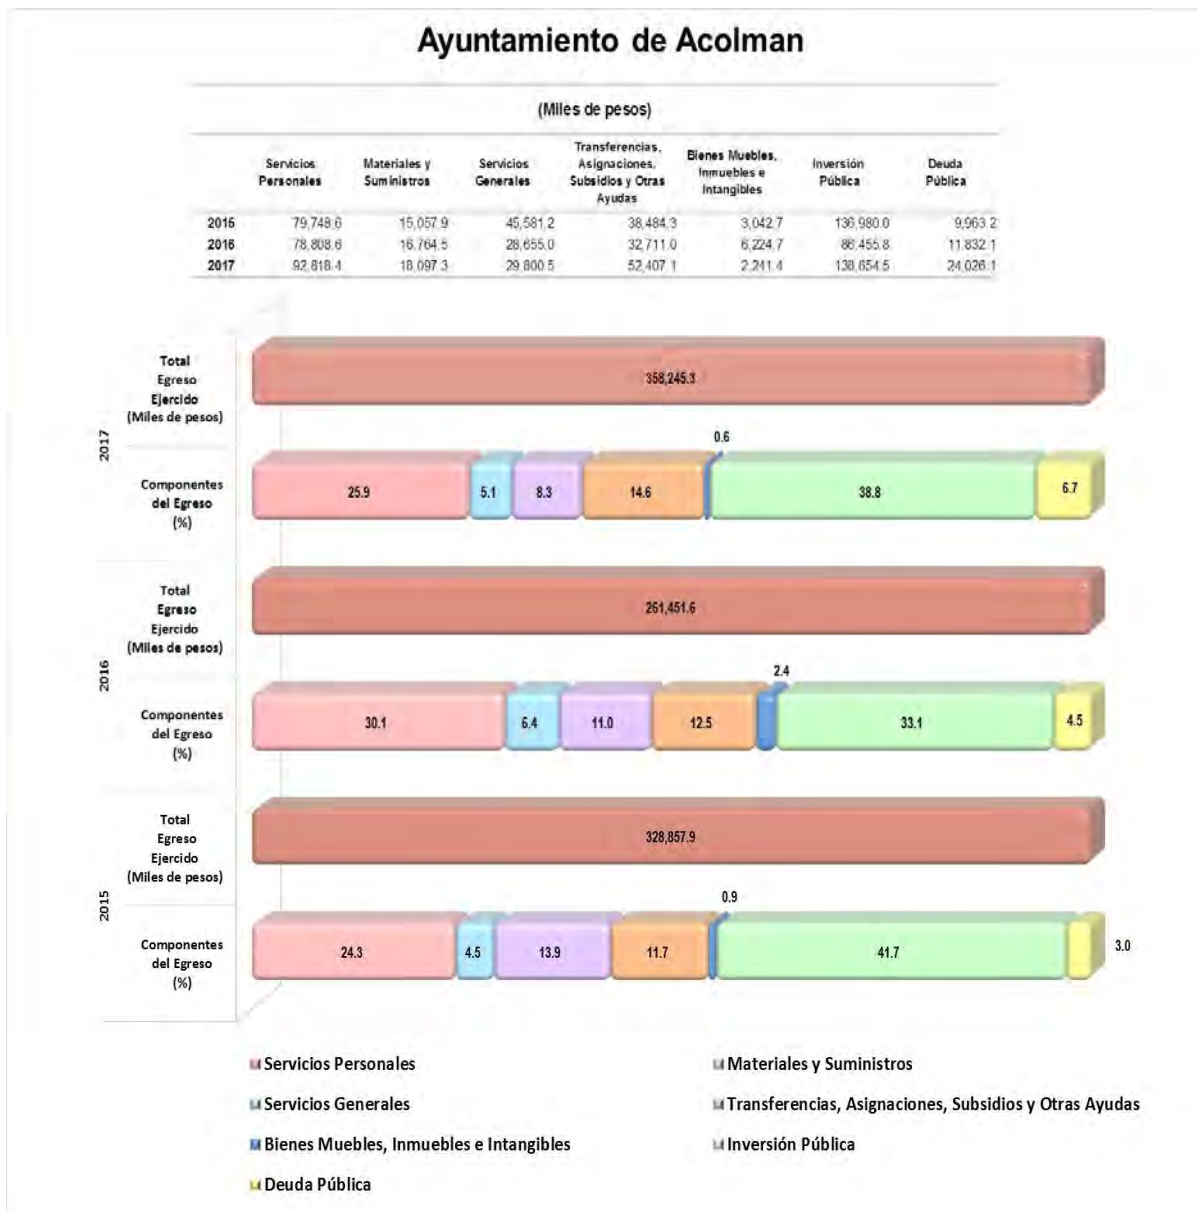 Ayuntamiento de Acolman
(Miles de pesos)
Servicios Personales
Materiales y Suministros
Servicios Generales
Transferencias, Asignaciones, Subsidios y Otras Ayudas
Bienes Muebles, Inmuebles e Intangibles
Inversión Pública
Deuda Pública
2015 79,748.6 15,057.9 45,581.2 38,484.3 3,042.7 136,980.0 9,963.2
2016 78,808.6 16,764.5 28,655.0 32,711.0 6,224.7 86,455.8 11,832.1
2017 92,818.4 18,097.3 29,800.5 52,407.1 2,241.4 138,854.5 24,026.1
2017
Total
Egreso
Ejercido
(Miles de pesos)
358,245.3
Componentes
del Egreso
(%)
25.9 5.1 8.3 14.6 0.6 38.8 6.7
2016
Total
Egreso
Ejercido
(Miles de pesos)
261,451.6
Componentes
del Egreso
(%)
30.1 6.4 11.0 12.5 2.4 33.1 4.5
2015
Total
Egreso
Ejercido
(Miles de pesos)
328,857.9
Componentes
del Egreso
(%)
24.3 4.5 13.9 11.7 0.9 41.7 3.0
Servicios Personales
Materiales y Suministros
Servicios Generales
Transferencias, Asignaciones, Subsidios y Otras Ayudas
Bienes Muebles, Inmuebles e Intangibles
Inversión Pública
Deuda Pública